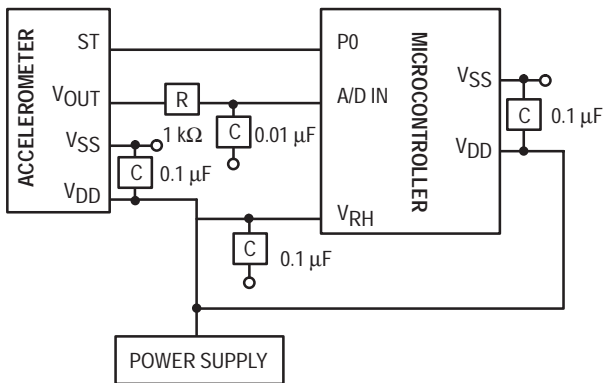 ACCELEROMETER
ST
VOUT
VSS
VDD
R
1 kΩ
C
0.01 μF
C
0.1 μF
C
0.1 μF
P0
A/D IN
VRH
MICROCONTROLLER
VSS
VDD
C
0.1 μF
POWER SUPPLY